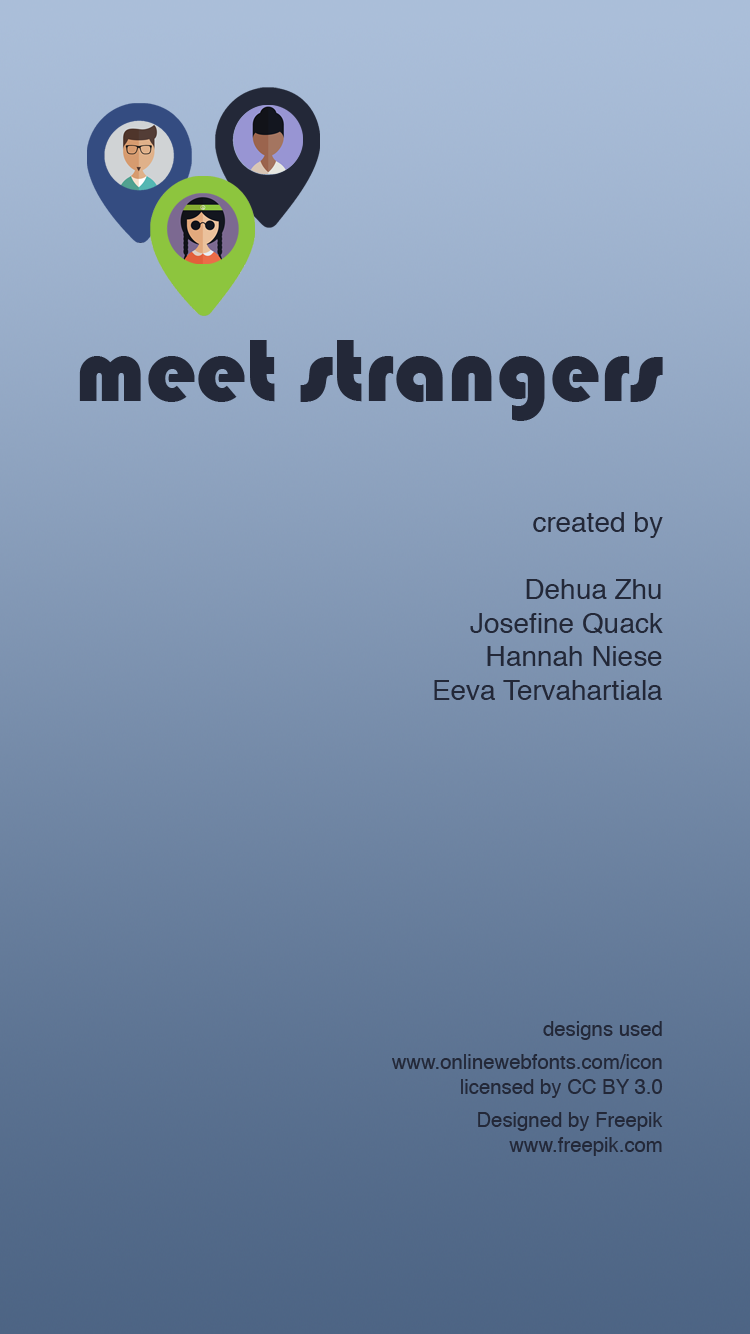 meet strangers
created by
Dehua Zhu
Josefine Quack
Hannah Niese
Eeva Tervahartiala
designs used
www.onlinewebfonts.com/icon
licensed by CC BY 3.0
Designed by Freepik
www.freepik.com